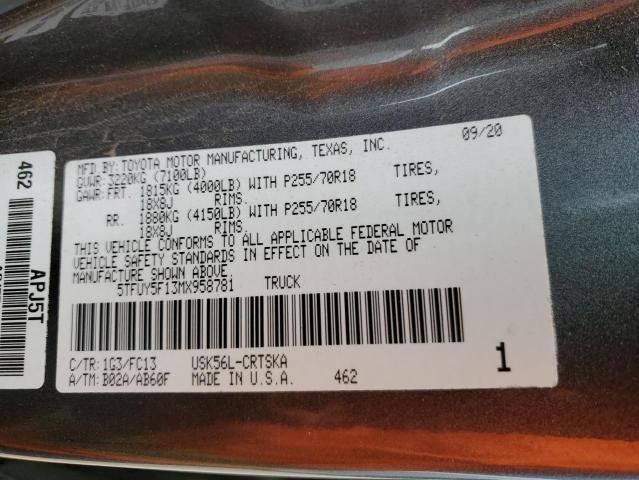 MFD.BY:TOYOTA MOTOR MANUFACTURING, TEXAS, INC. 09/20
GVWR:3220KG (7100LB)
GAWR:FRT. 1815KG (4000LB) WITH P255/70R18 TIRES,
18X8J RIMS.
RR. 1880KG (4150LB) WITH P255/70R18 TIRES,
18X8J RIMS.
THIS VEHICLE CONFORMS TO ALL APPLICABLE FEDERAL MOTOR
VEHICLE SAFETY STANDARDS IN EFFECT ON THE DATE OF
MANUFACTURE SHOWN ABOVE.
5TFUY5F13MX958781 TRUCK
C/TR:1G3/FC13 USK56L-CRTSKA
A/TM:B02A/AB60F MADE IN U.S.A. 462
1
462
APJ5T